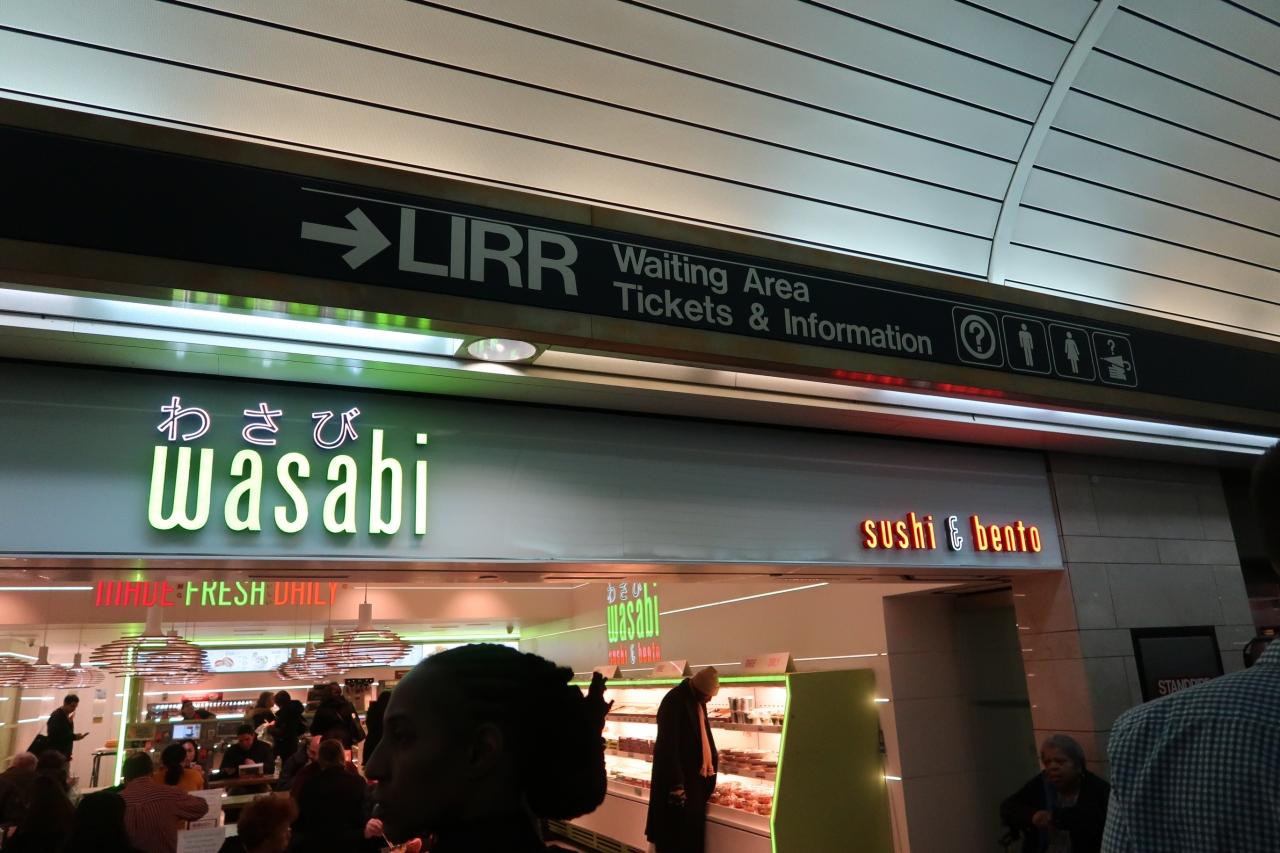 LIRR
Waiting Area
Tickets & Information
?
?
わさび
wasabi
sushi & bento
MADE FRESH DAILY
わさび
wasabi
sushi & bento